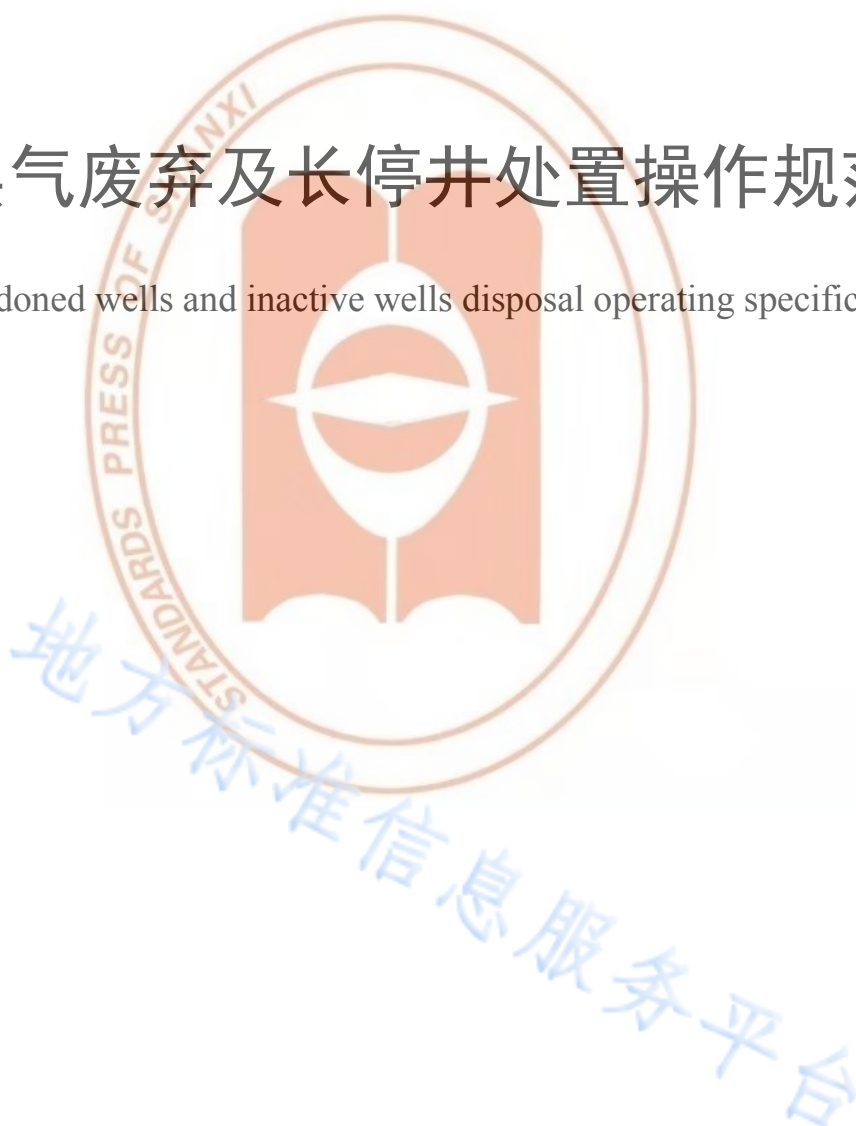 气废弃及长停井处置操作规
doned wells and inactive wells disposal operating specific
STANDARDS PRESS OF SHANXI
地方标准信息服务平台